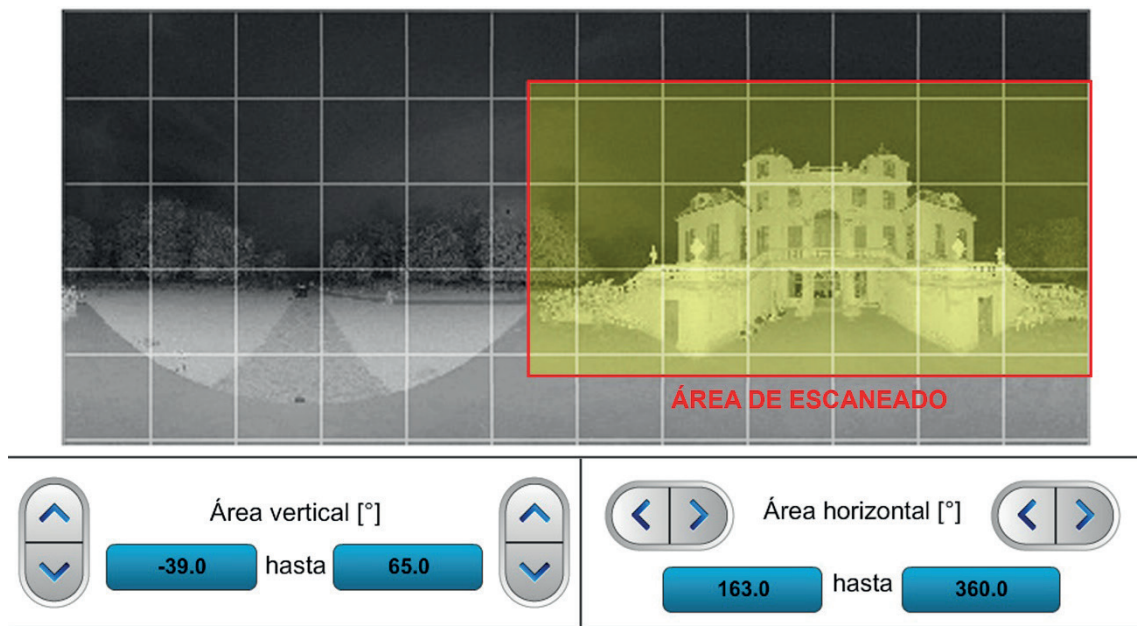 ÁREA DE ESCANEADO
Área vertical [°]
-39.0 hasta 65.0
Área horizontal [°]
163.0 hasta 360.0